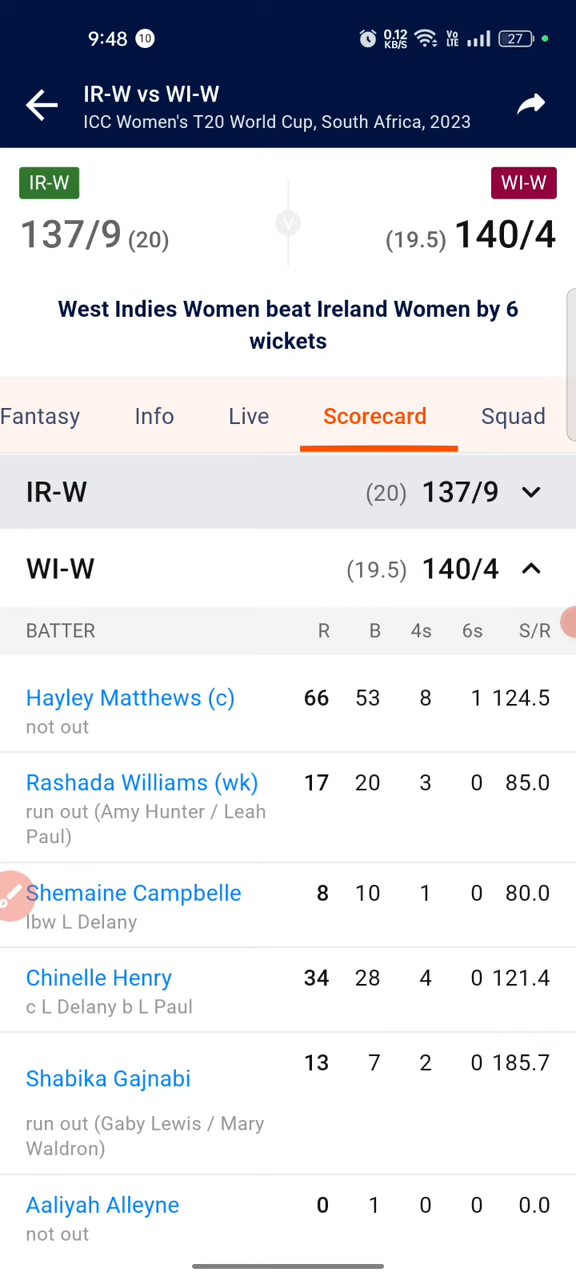 9:48 10 0.12 KB/S Vo LTE 27
IR-W vs WI-W
ICC Women's T20 World Cup, South Africa, 2023
IR-W WI-W
137/9 (20) V (19.5) 140/4
West Indies Women beat Ireland Women by 6
wickets
Fantasy Info Live Scorecard Squad
IR-W (20) 137/9
WI-W (19.5) 140/4
BATTER R B 4s 6s S/R
Hayley Matthews (c) 66 53 8 1 124.5
not out
Rashada Williams (wk) 17 20 3 0 85.0
run out (Amy Hunter / Leah
Paul)
Shemaine Campbelle 8 10 1 0 80.0
lbw L Delany
Chinelle Henry 34 28 4 0 121.4
c L Delany b L Paul
Shabika Gajnabi 13 7 2 0 185.7
run out (Gaby Lewis / Mary
Waldron)
Aaliyah Alleyne 0 1 0 0 0.0
not out